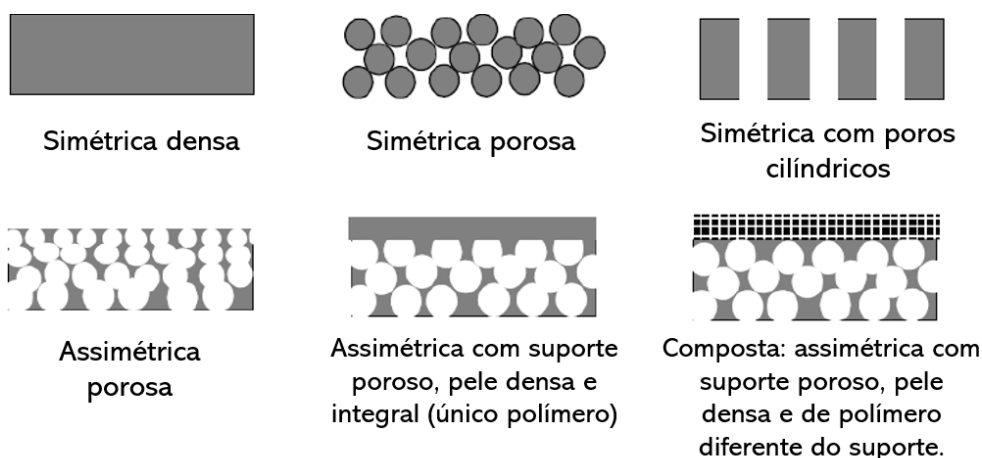 Simétrica densa
Simétrica porosa
Simétrica com poros
cilíndricos
Assimétrica
porosa
Assimétrica com suporte
poroso, pele densa e
integral (único polímero)
Composta: assimétrica com
suporte poroso, pele
densa e de polímero
diferente do suporte.